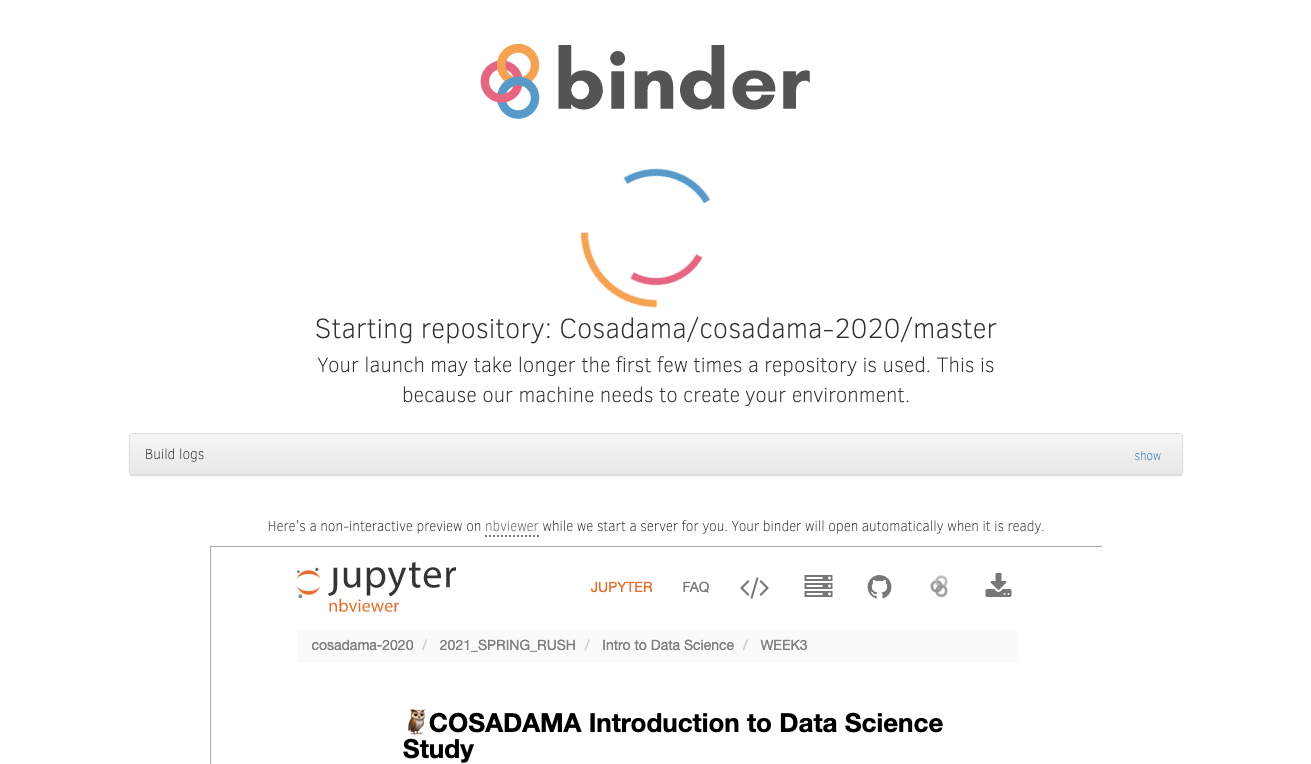 binder
Starting repository: Cosadama/cosadama-2020/master
Your launch may take longer the first few times a repository is used. This is
because our machine needs to create your environment.
Build logs show
Here's a non-interactive preview on nbviewer while we start a server for you. Your binder will open automatically when it is ready.
jupyter
nbviewer
JUPYTER FAQ </>
cosadama-2020 / 2021_SPRING_RUSH / Intro to Data Science / WEEK3
🦉COSADAMA Introduction to Data Science
Study